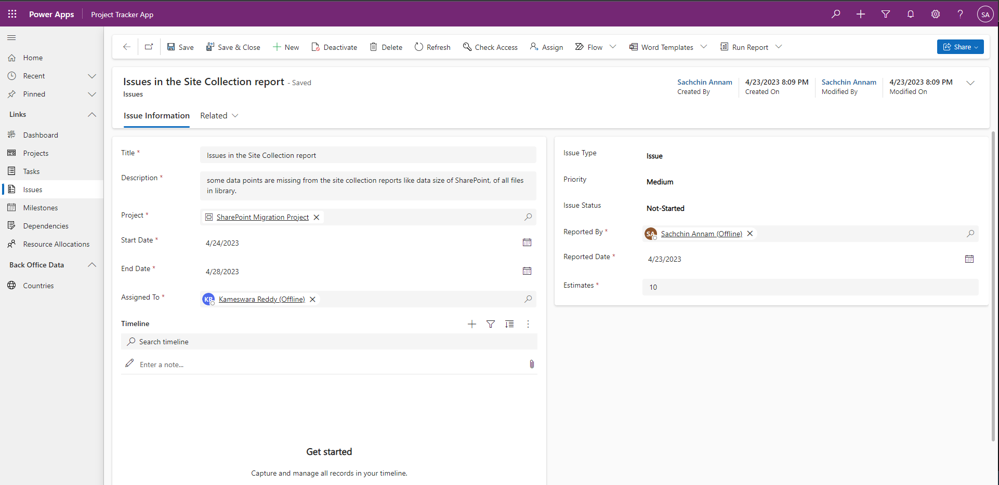 Power Apps
Project Tracker App
SA
Home
Recent
Pinned
Links
Dashboard
Projects
Tasks
Issues
Milestones
Dependencies
Resource Allocations
Back Office Data
Countries
Save
Save & Close
New
Deactivate
Delete
Refresh
Check Access
Assign
Flow
Word Templates
Run Report
Share
Issues in the Site Collection report - Saved
Issues
Sachchin Annam
Created By
4/23/2023 8:09 PM
Created On
Sachchin Annam
Modified By
4/23/2023 8:09 PM
Modified On
Issue Information
Related
Title *
Issues in the Site Collection report
Description *
some data points are missing from the site collection reports like data size of SharePoint, of all files
in library.
Project *
SharePoint Migration Project
Start Date *
4/24/2023
End Date *
4/28/2023
Assigned To *
KR
Kameswara Reddy (Offline)
Timeline
Search timeline
Enter a note...
Get started
Capture and manage all records in your timeline.
Issue Type
Issue
Priority
Medium
Issue Status
Not-Started
Reported By *
SA
Sachchin Annam (Offline)
Reported Date *
4/23/2023
Estimates *
10